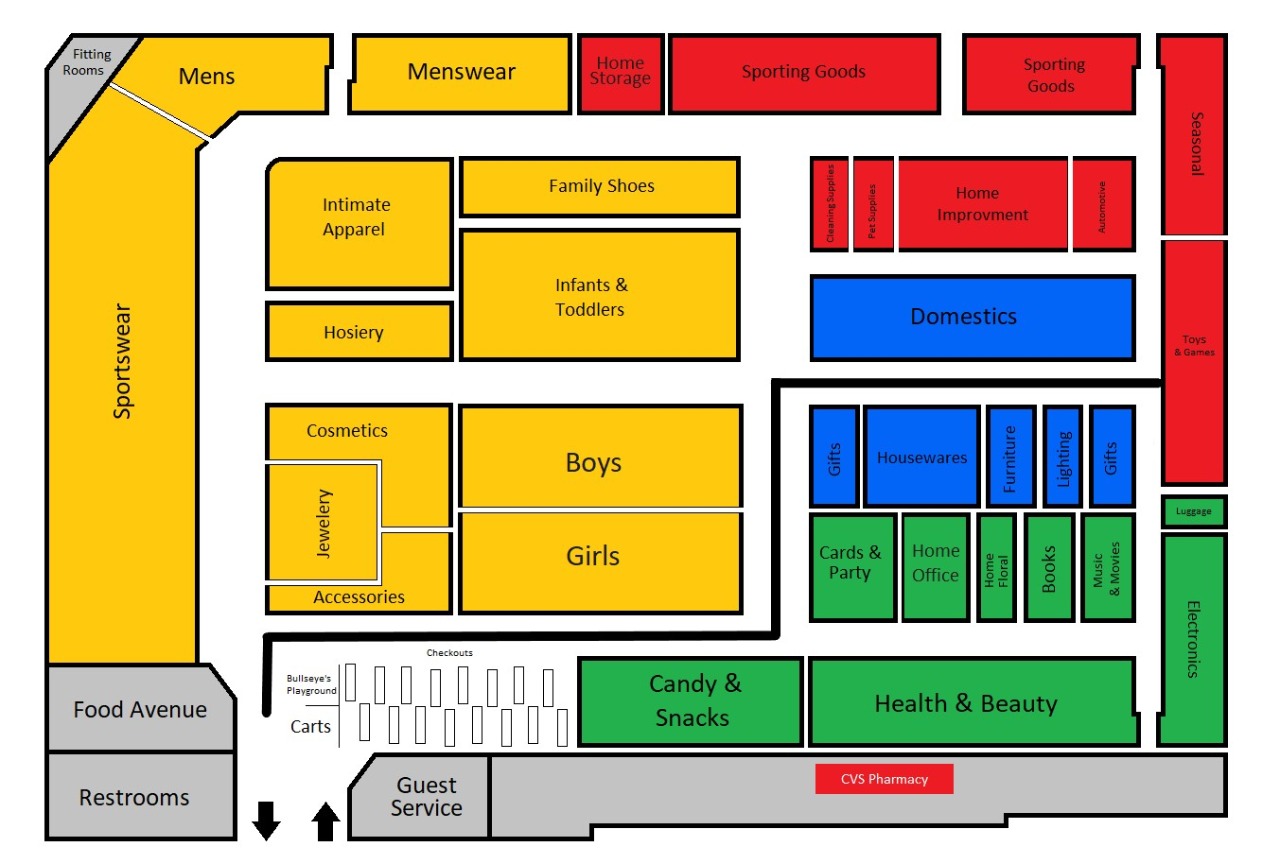 Fitting
Rooms
Mens
Menswear
Home
Storage
Sporting Goods
Sporting
Goods
Seasonal
Intimate
Apparel
Family Shoes
Cleaning Supplies
Pet Supplies
Home
Improvment
Automotive
Infants &
Toddlers
Hosiery
Domestics
Toys
& Games
Sportswear
Cosmetics
Jewelery
Accessories
Boys
Girls
Gifts
Housewares
Furniture
Lighting
Gifts
Luggage
Cards &
Party
Home
Office
Home
Floral
Books
Music
& Movies
Electronics
Food Avenue
Restrooms
Checkouts
Bullseye's
Playground
Carts
Candy &
Snacks
Health & Beauty
Guest
Service
CVS Pharmacy